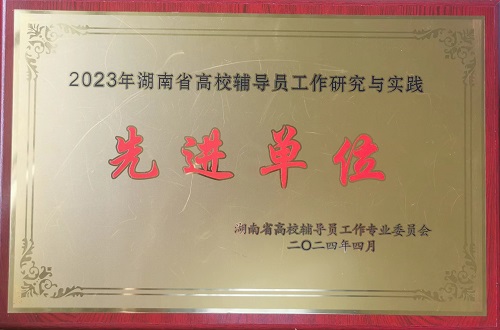 2023年湖南省高校辅导员工作研究与实践
先进单位
湖南省高校辅导员工作专业委员会
二〇二四年四月